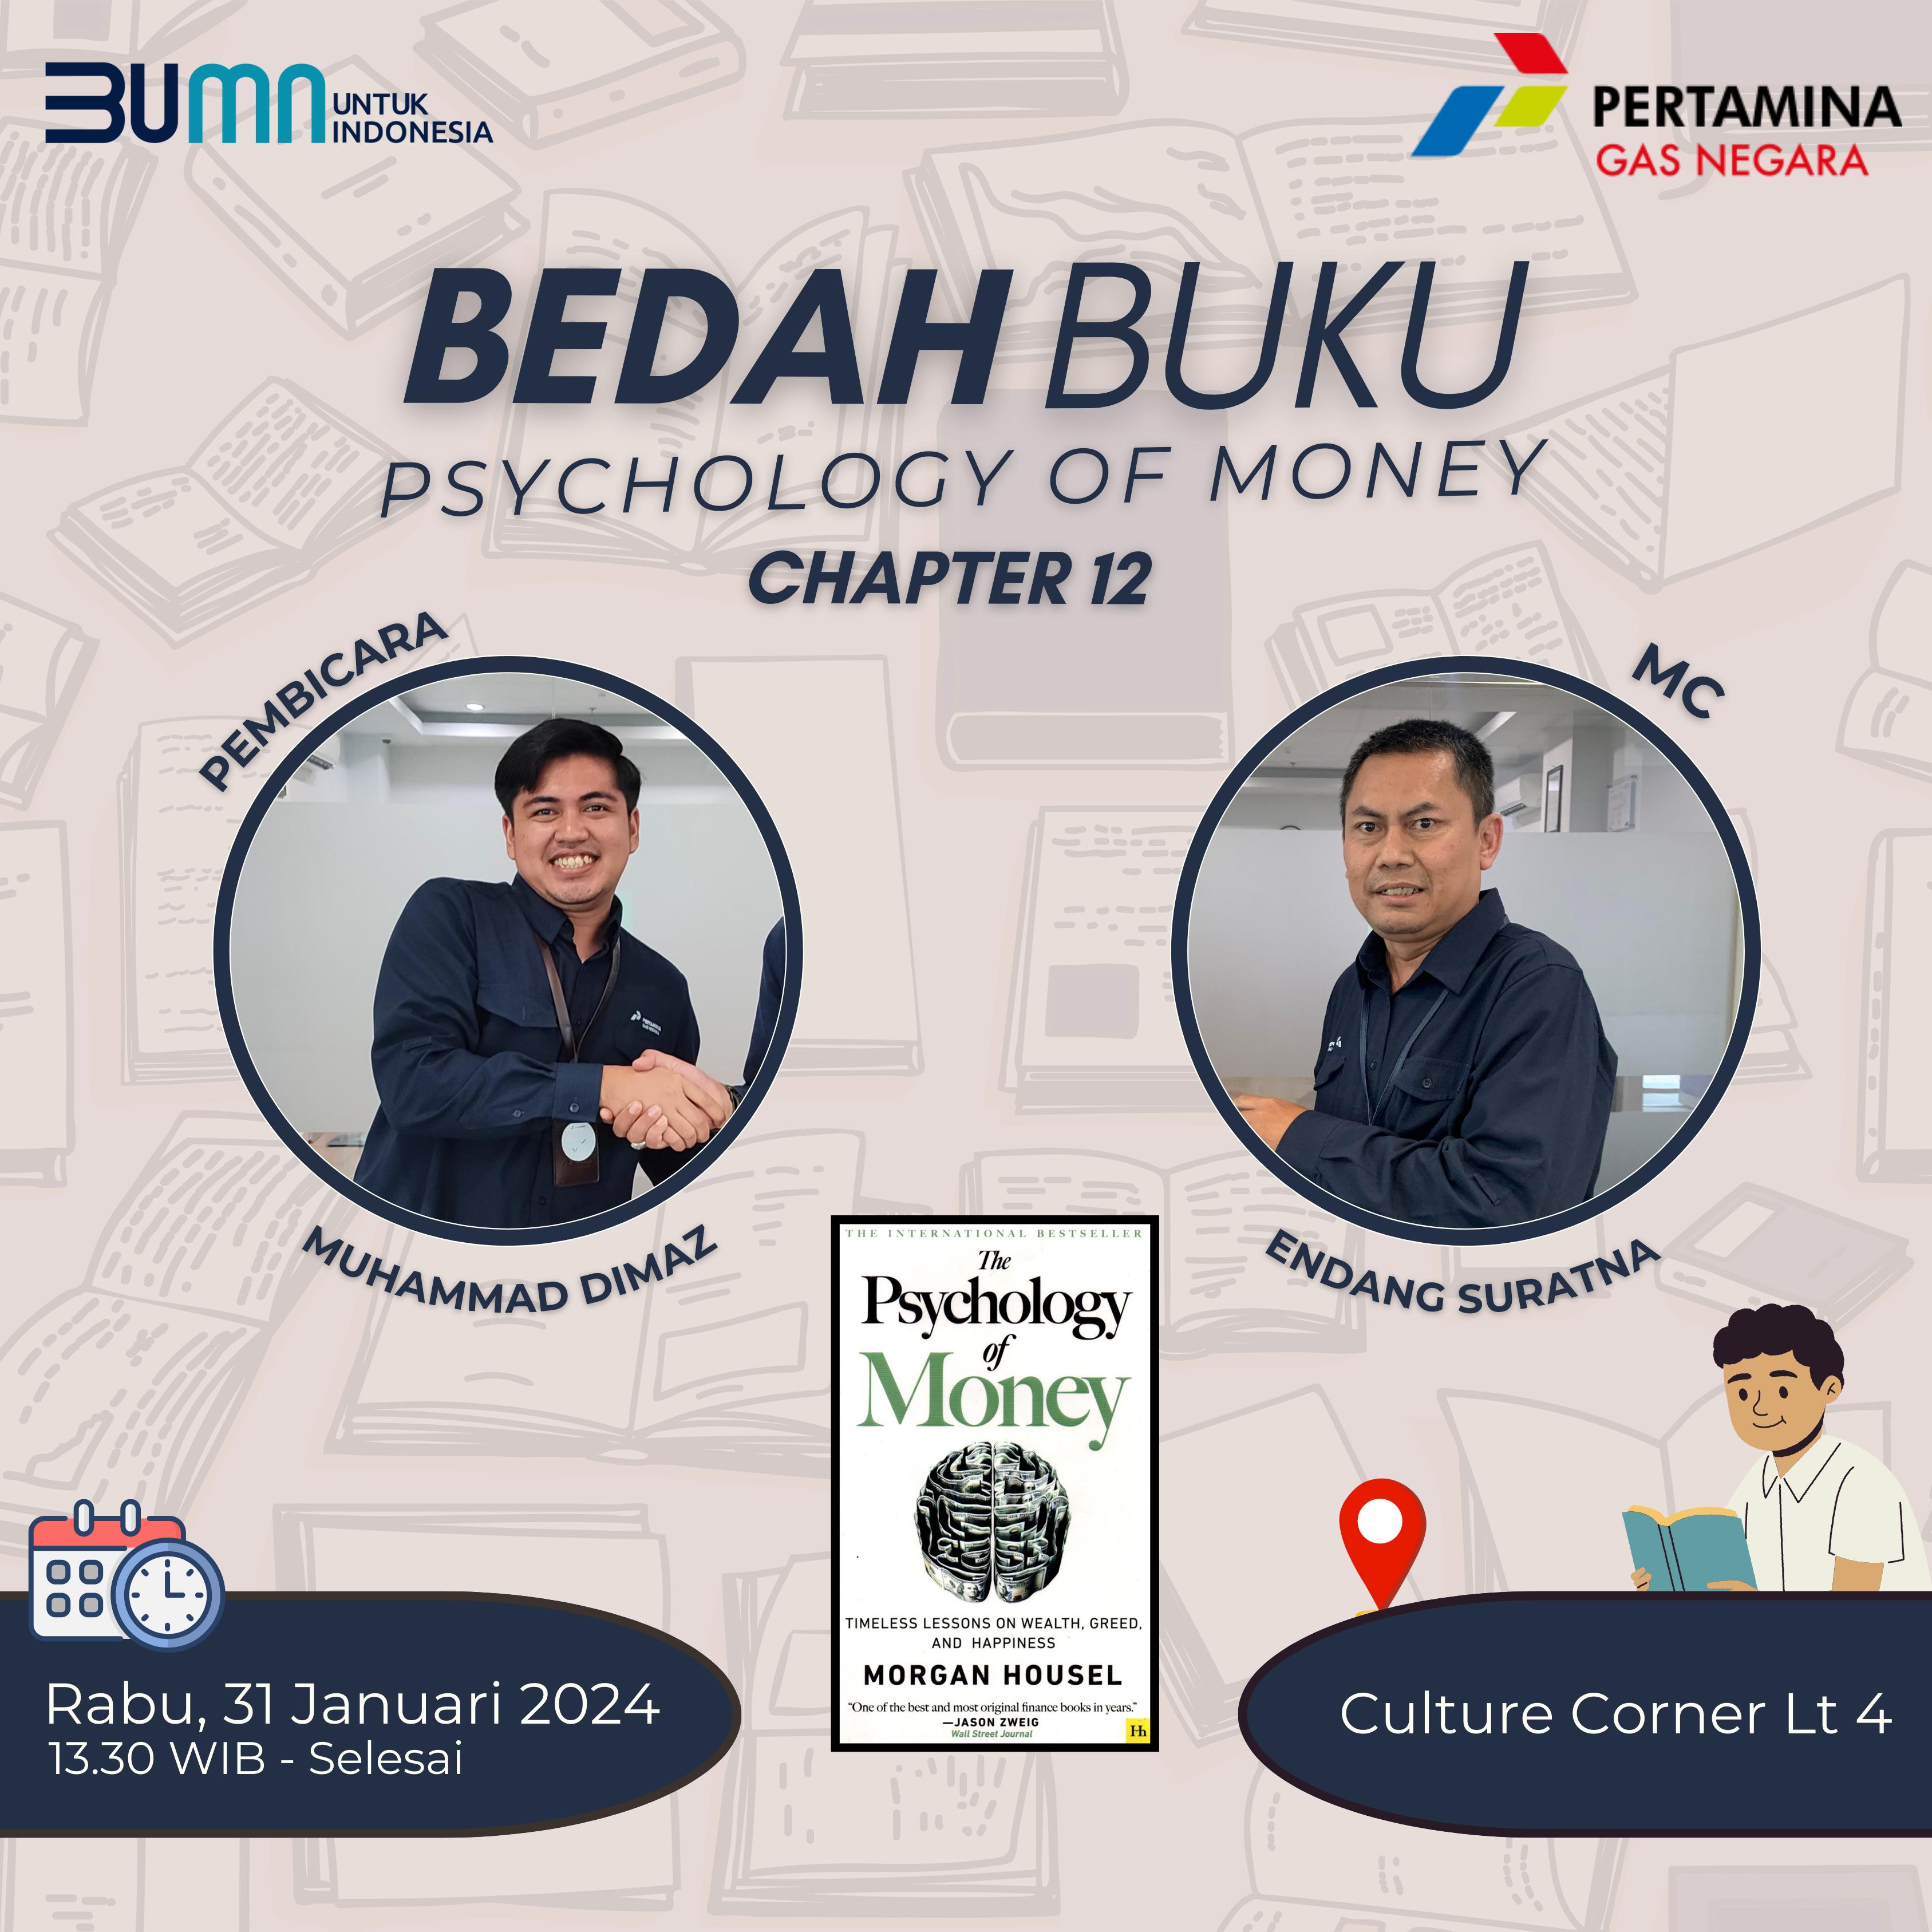 BUMN UNTUK
INDONESIA
PERTAMINA
GAS NEGARA
BEDAH BUKU
PSYCHOLOGY OF MONEY
CHAPTER 12
PEMBICARA
MC
MUHAMMAD DIMAZ
ENDANG SURATNA
THE INTERNATIONAL BESTSELLER
The
Psychology
of
Money
TIMELESS LESSONS ON WEALTH, GREED,
AND HAPPINESS
MORGAN HOUSEL
"One of the best and most original finance books in years."
—JASON ZWEIG
Wall Street Journal
Hh
Rabu, 31 Januari 2024
13.30 WIB - Selesai
Culture Corner Lt 4